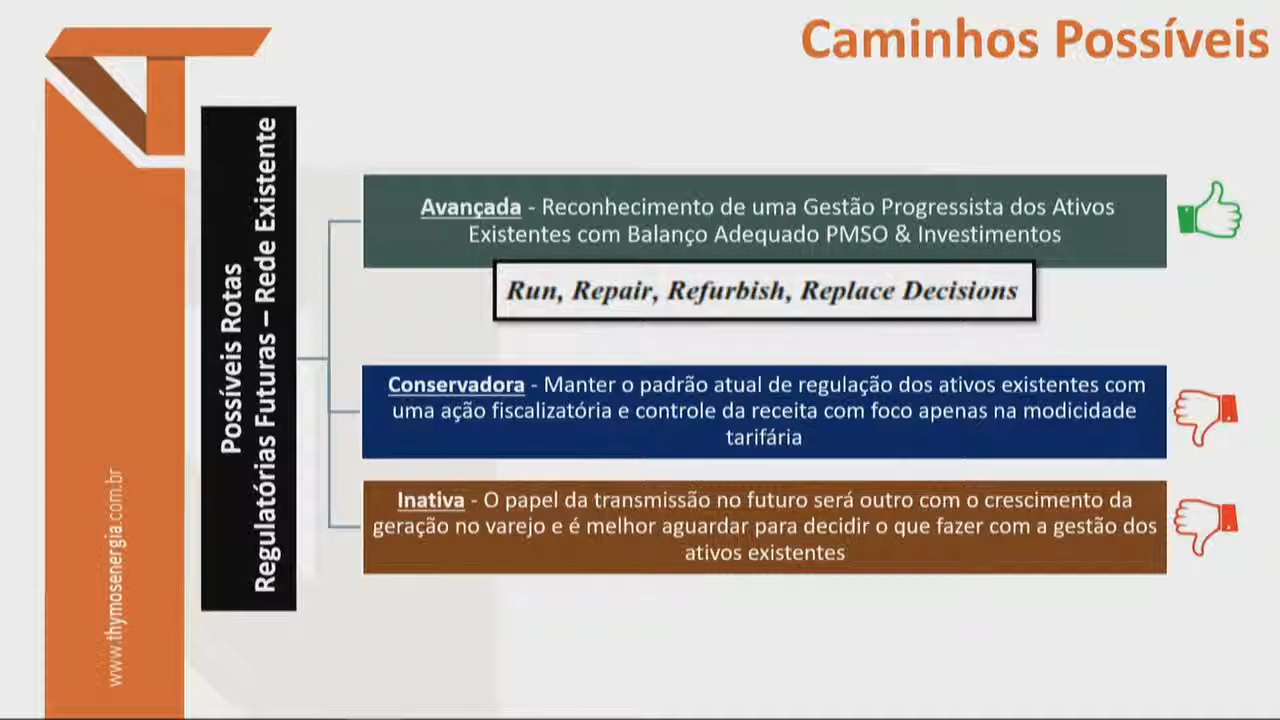 Caminhos Possíveis
Possíveis Rotas
Regulatórias Futuras – Rede Existente
Avançada - Reconhecimento de uma Gestão Progressista dos Ativos
Existentes com Balanço Adequado PMSO & Investimentos
Run, Repair, Refurbish, Replace Decisions
Conservadora - Manter o padrão atual de regulação dos ativos existentes com
uma ação fiscalizatória e controle da receita com foco apenas na modicidade
tarifária
Inativa - O papel da transmissão no futuro será outro com o crescimento da
geração no varejo e é melhor aguardar para decidir o que fazer com a gestão dos
ativos existentes
www.thymosenergia.com.br